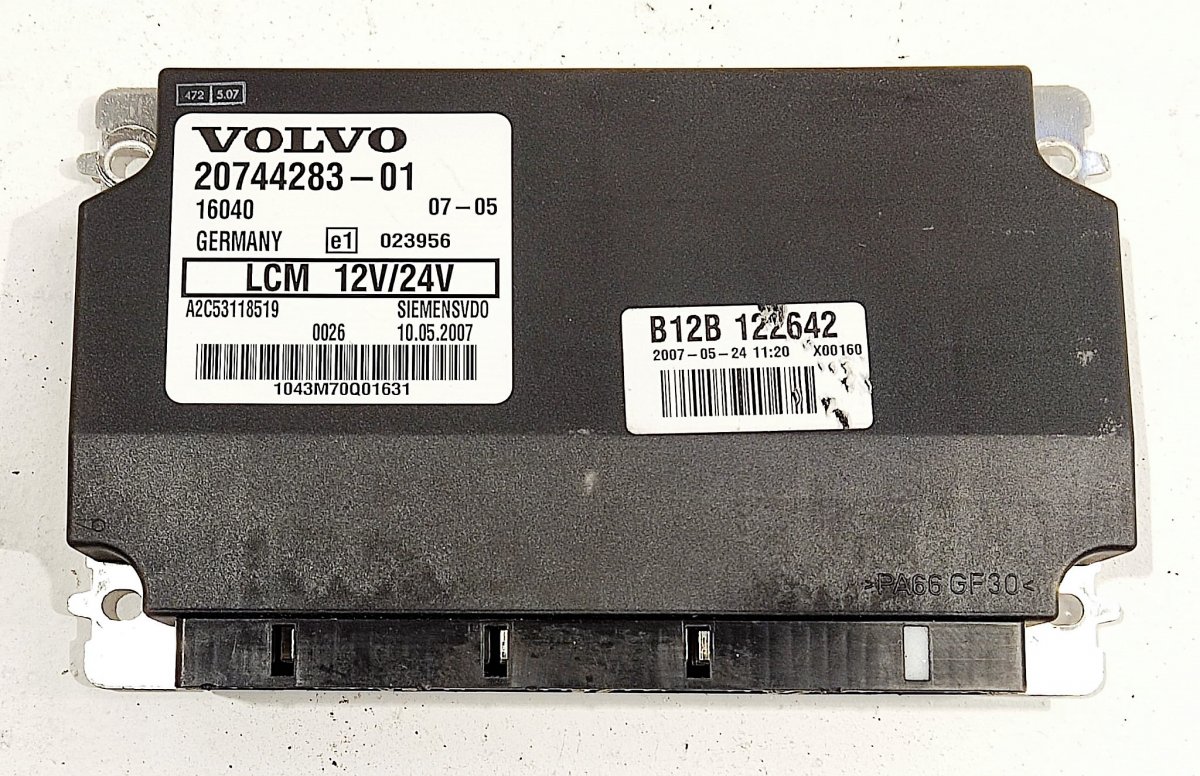 472 5.07
VOLVO
20744283-01
16040 07-05
GERMANY e1 023956
LCM 12V/24V
A2C53118519 SIEMENSVDO
0026 10.05.2007
1043M70Q01631
B12B 122642
2007-05-24 11:20 X00160
>PA66 GF30<